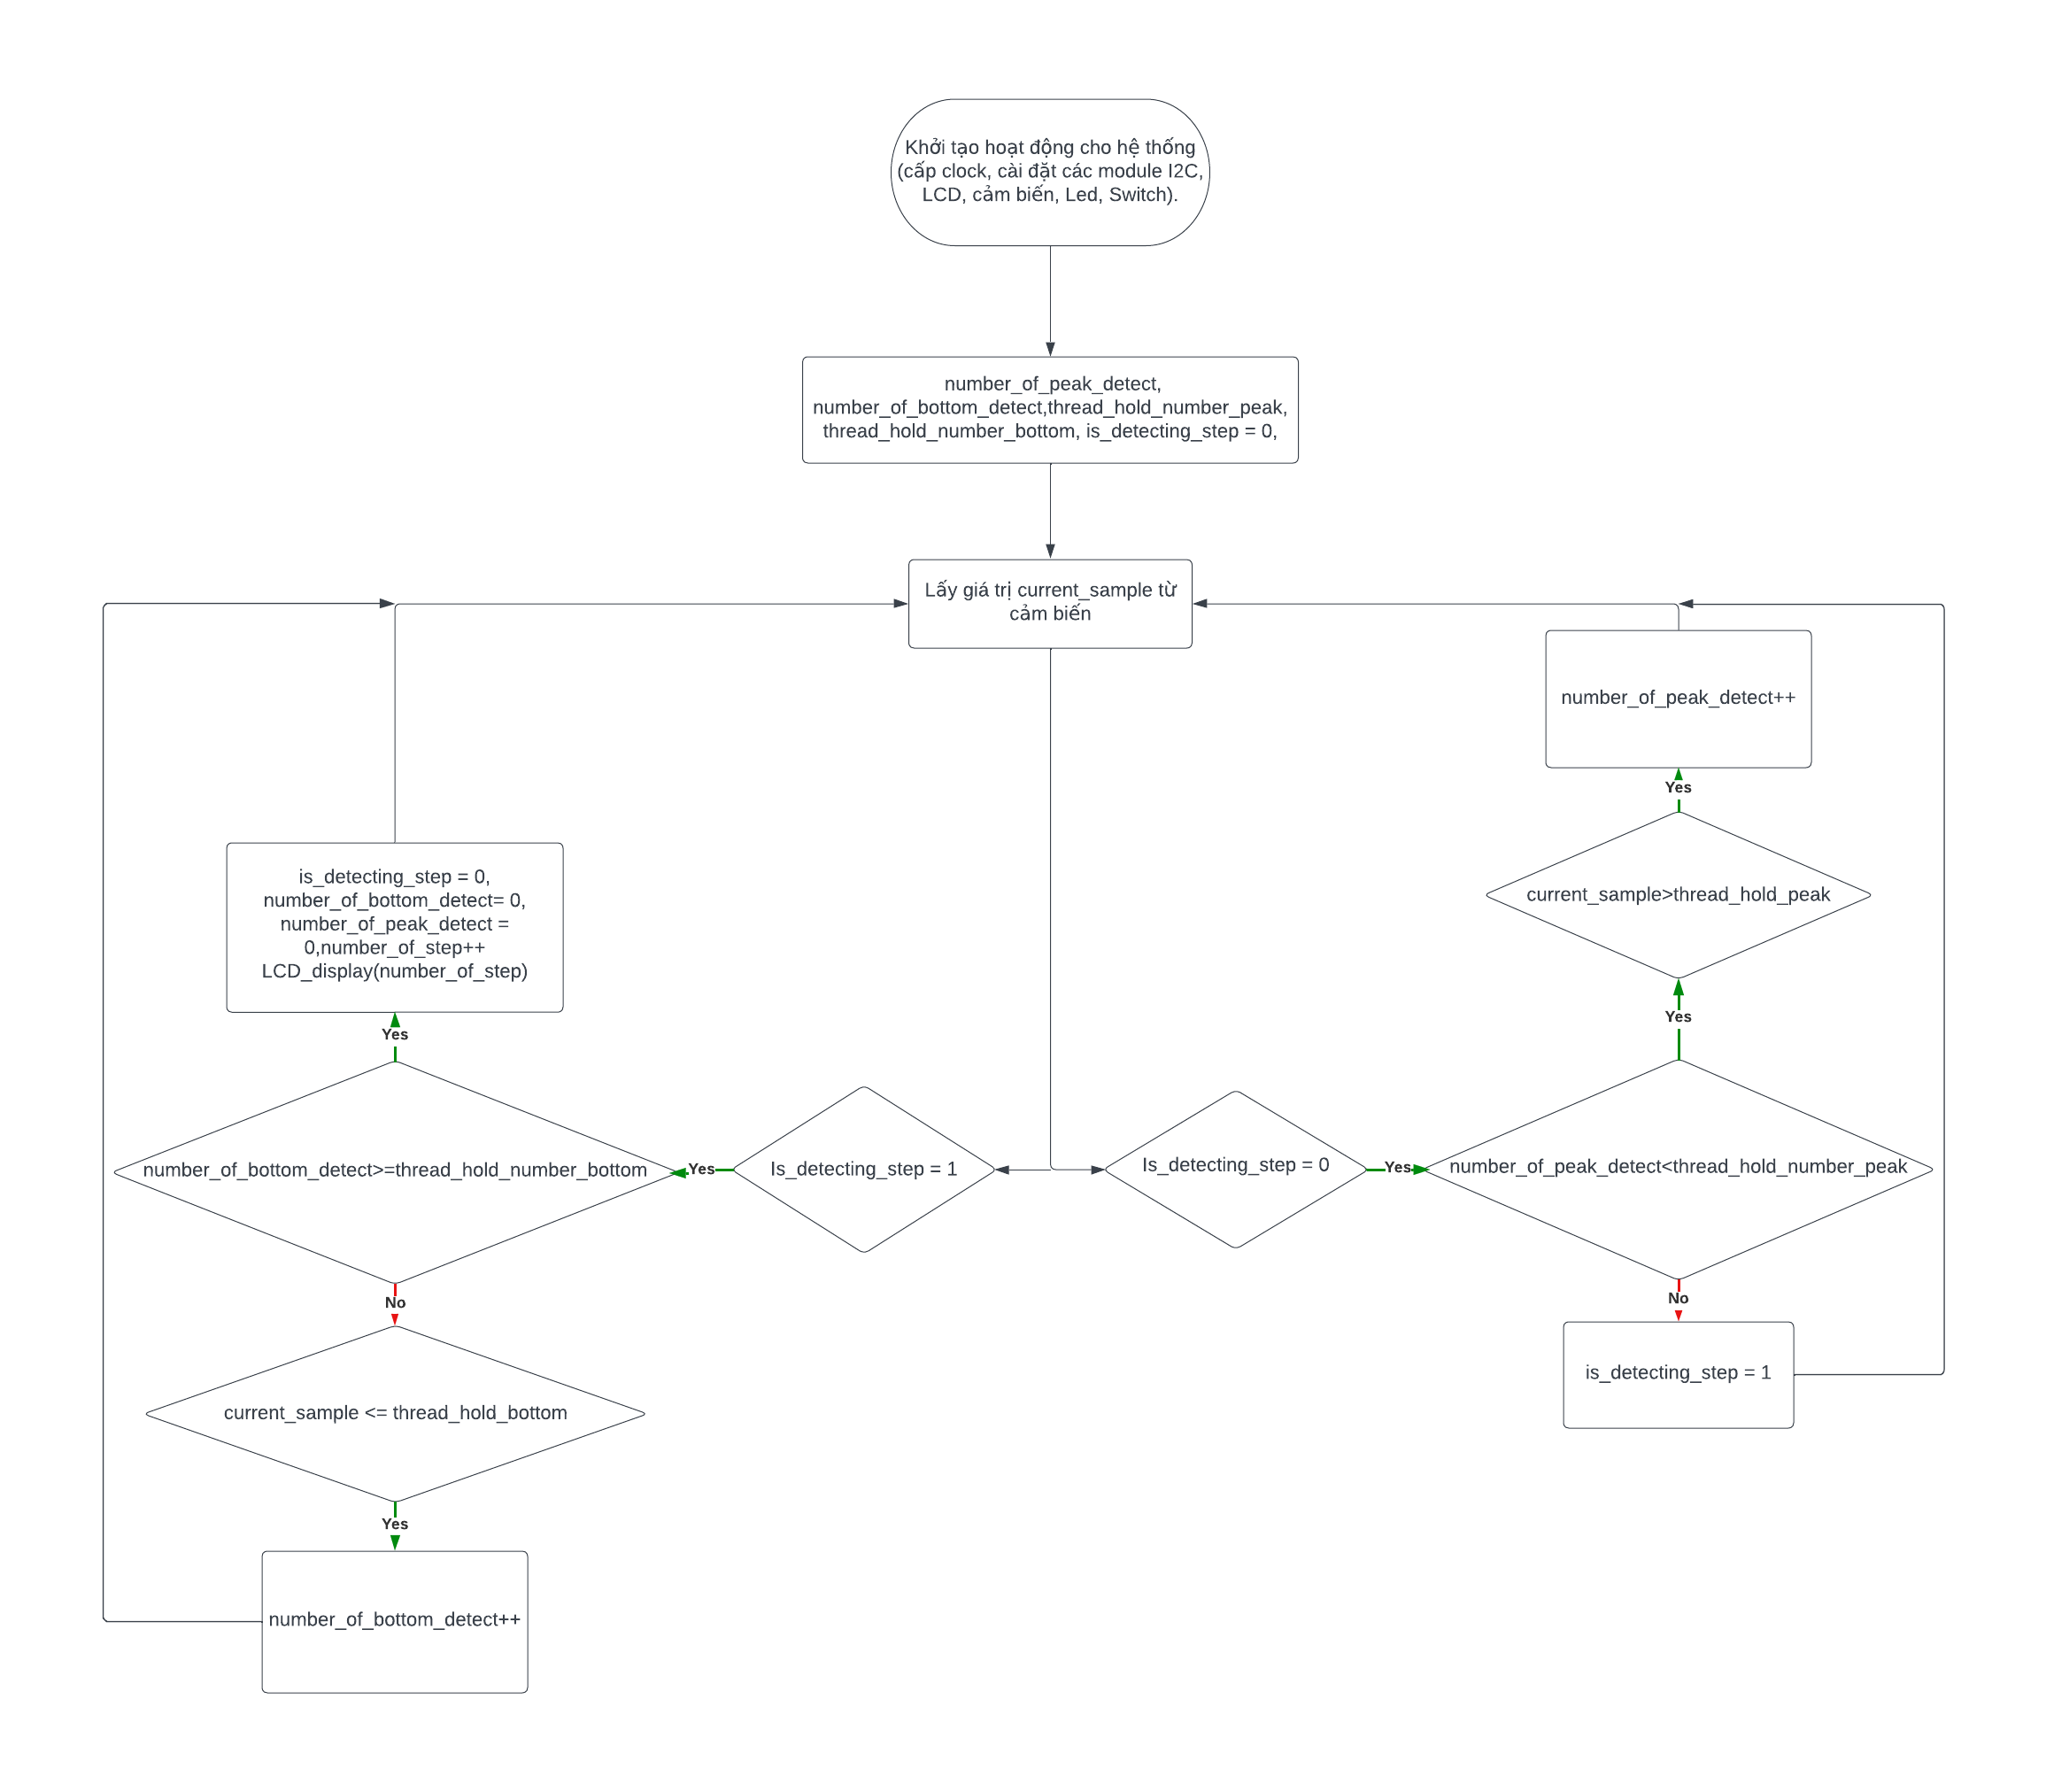 Khởi tạo hoạt động cho hệ thống
(cấp clock, cài đặt các module I2C,
LCD, cảm biến, Led, Switch).
number_of_peak_detect,
number_of_bottom_detect,thread_hold_number_peak,
thread_hold_number_bottom, is_detecting_step = 0,
Lấy giá trị current_sample từ
cảm biến
number_of_peak_detect++
Yes
current_sample>thread_hold_peak
is_detecting_step = 0,
number_of_bottom_detect= 0,
number_of_peak_detect =
0,number_of_step++
LCD_display(number_of_step)
Yes
Yes
number_of_bottom_detect>=thread_hold_number_bottom
Yes
Is_detecting_step = 1
Is_detecting_step = 0
Yes
number_of_peak_detect<thread_hold_number_peak
No
No
is_detecting_step = 1
current_sample <= thread_hold_bottom
Yes
number_of_bottom_detect++